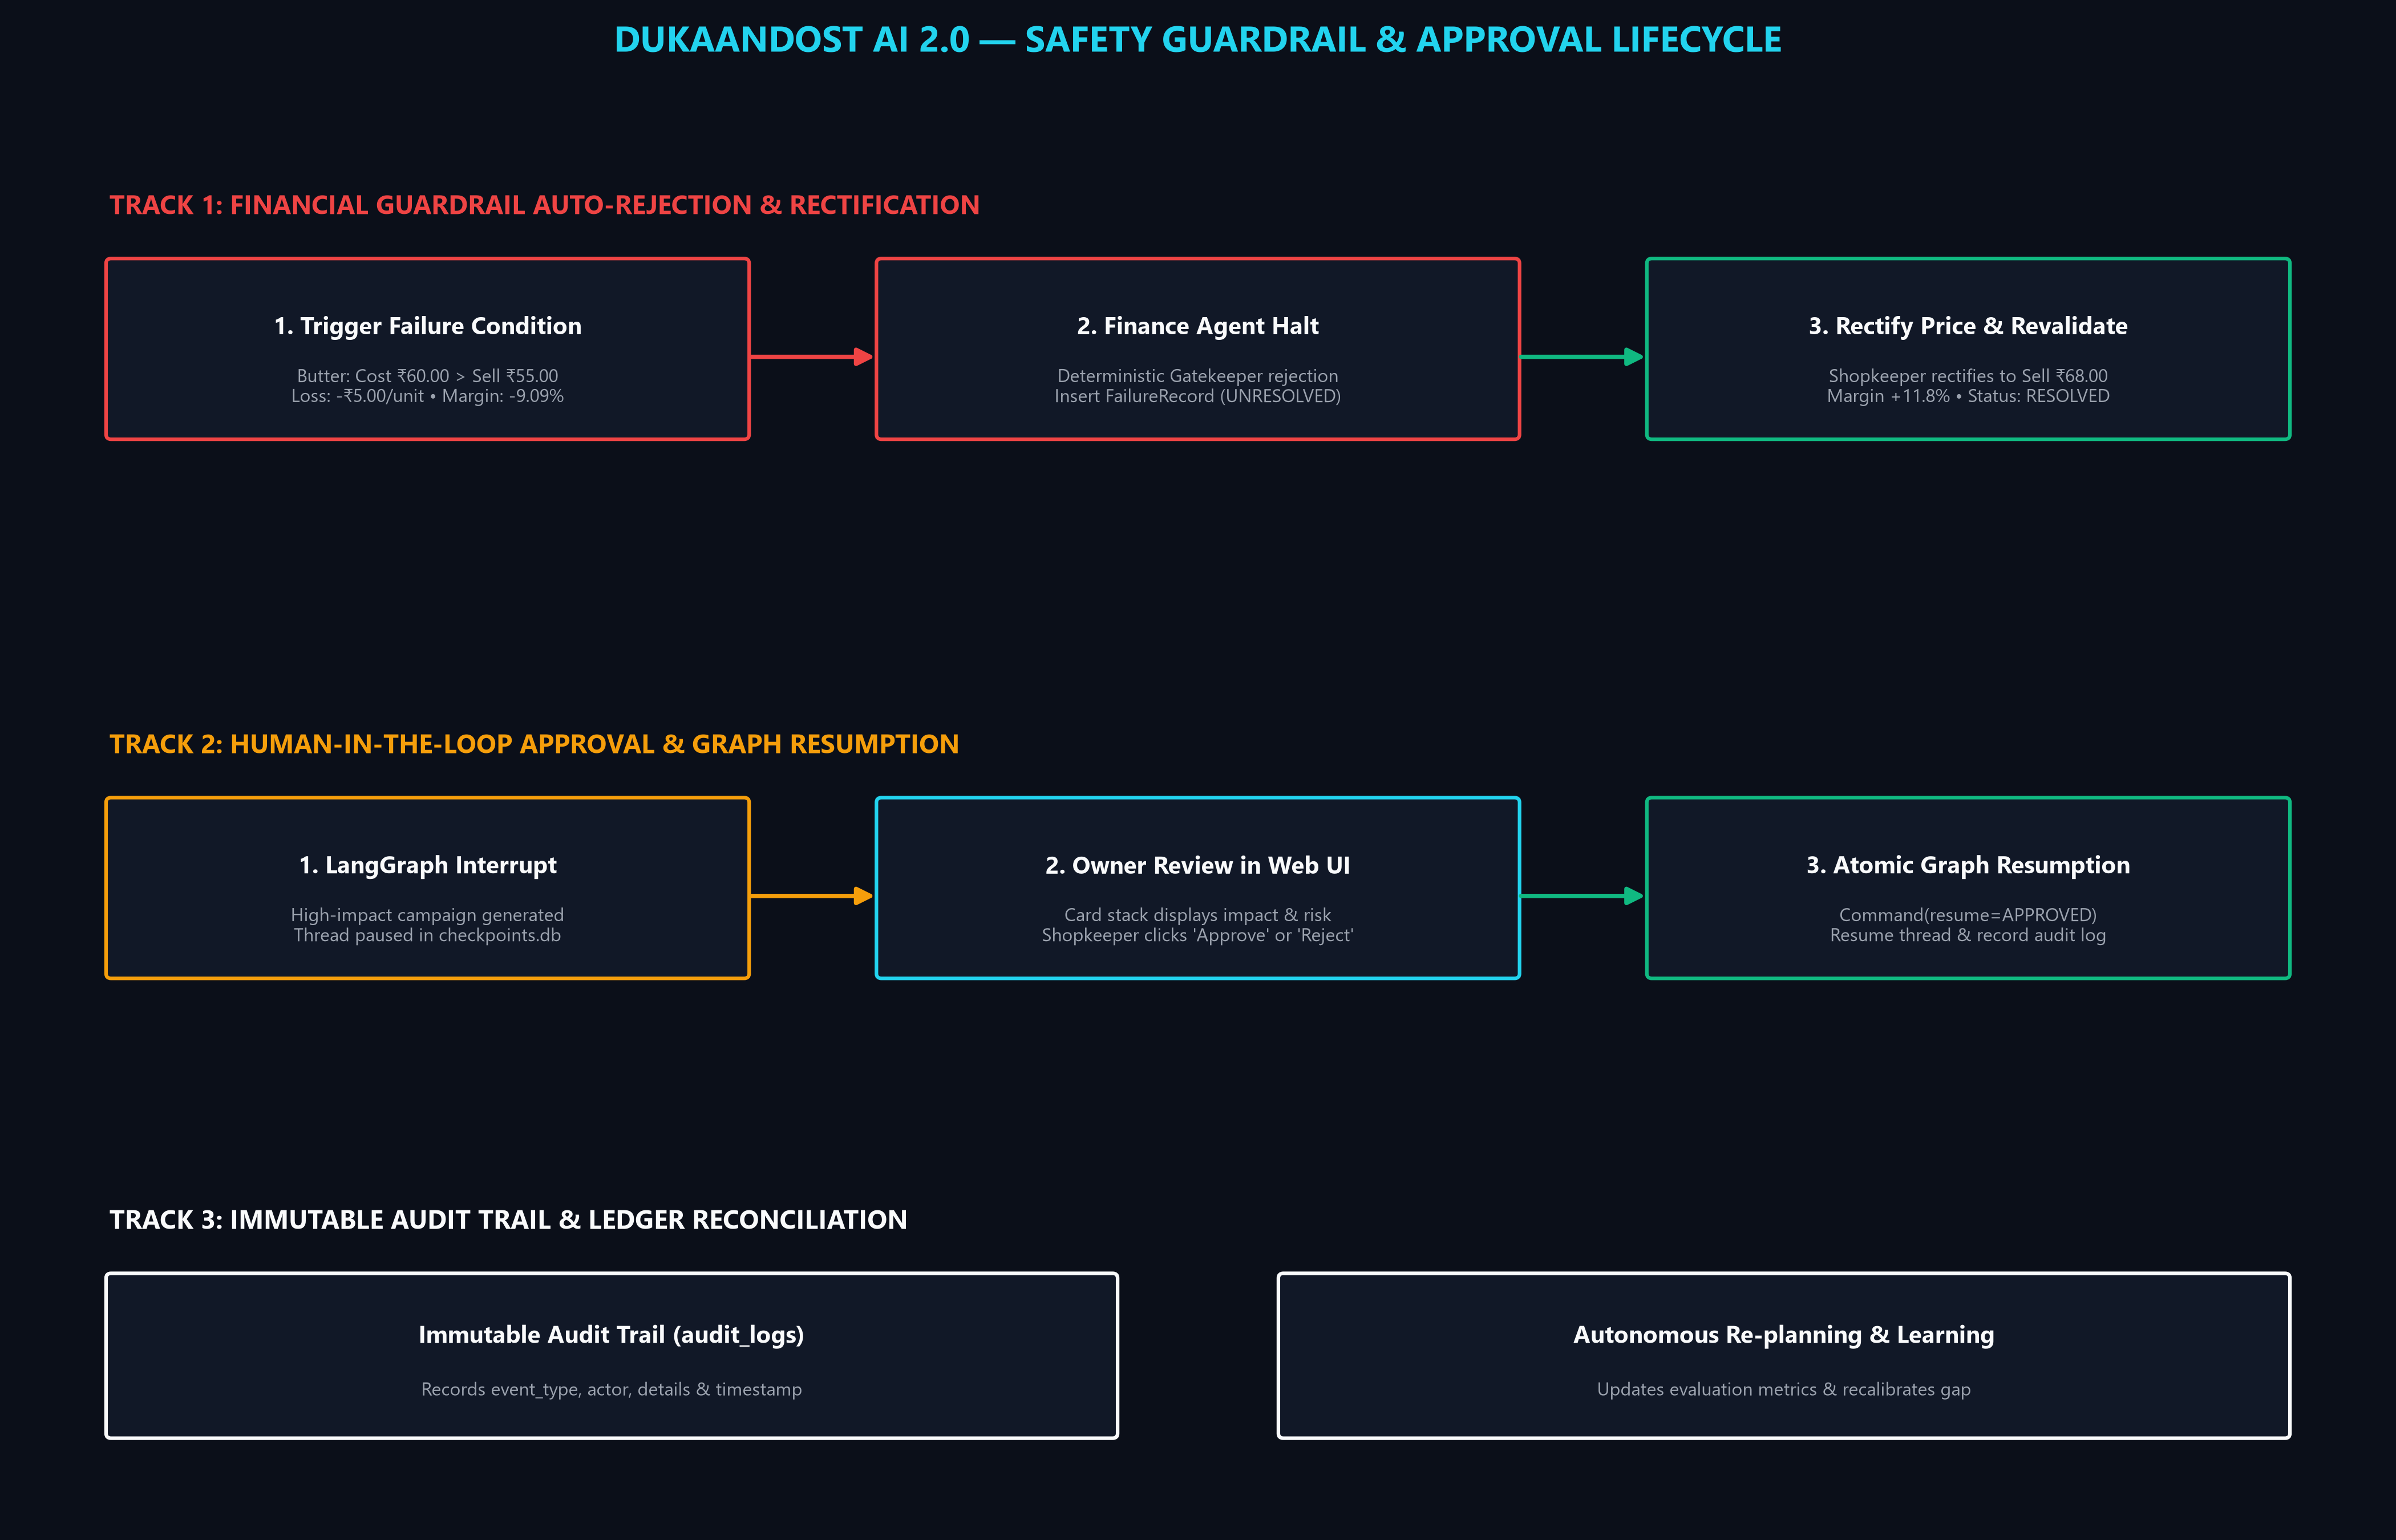 DUKAANDOST AI 2.0 — SAFETY GUARDRAIL & APPROVAL LIFECYCLE
TRACK 1: FINANCIAL GUARDRAIL AUTO-REJECTION & RECTIFICATION
1. Trigger Failure Condition
Butter: Cost ₹60.00 > Sell ₹55.00
Loss: -₹5.00/unit • Margin: -9.09%
2. Finance Agent Halt
Deterministic Gatekeeper rejection
Insert FailureRecord (UNRESOLVED)
3. Rectify Price & Revalidate
Shopkeeper rectifies to Sell ₹68.00
Margin +11.8% • Status: RESOLVED
TRACK 2: HUMAN-IN-THE-LOOP APPROVAL & GRAPH RESUMPTION
1. LangGraph Interrupt
High-impact campaign generated
Thread paused in checkpoints.db
2. Owner Review in Web UI
Card stack displays impact & risk
Shopkeeper clicks 'Approve' or 'Reject'
3. Atomic Graph Resumption
Command(resume=APPROVED)
Resume thread & record audit log
TRACK 3: IMMUTABLE AUDIT TRAIL & LEDGER RECONCILIATION
Immutable Audit Trail (audit_logs)
Records event_type, actor, details & timestamp
Autonomous Re-planning & Learning
Updates evaluation metrics & recalibrates gap